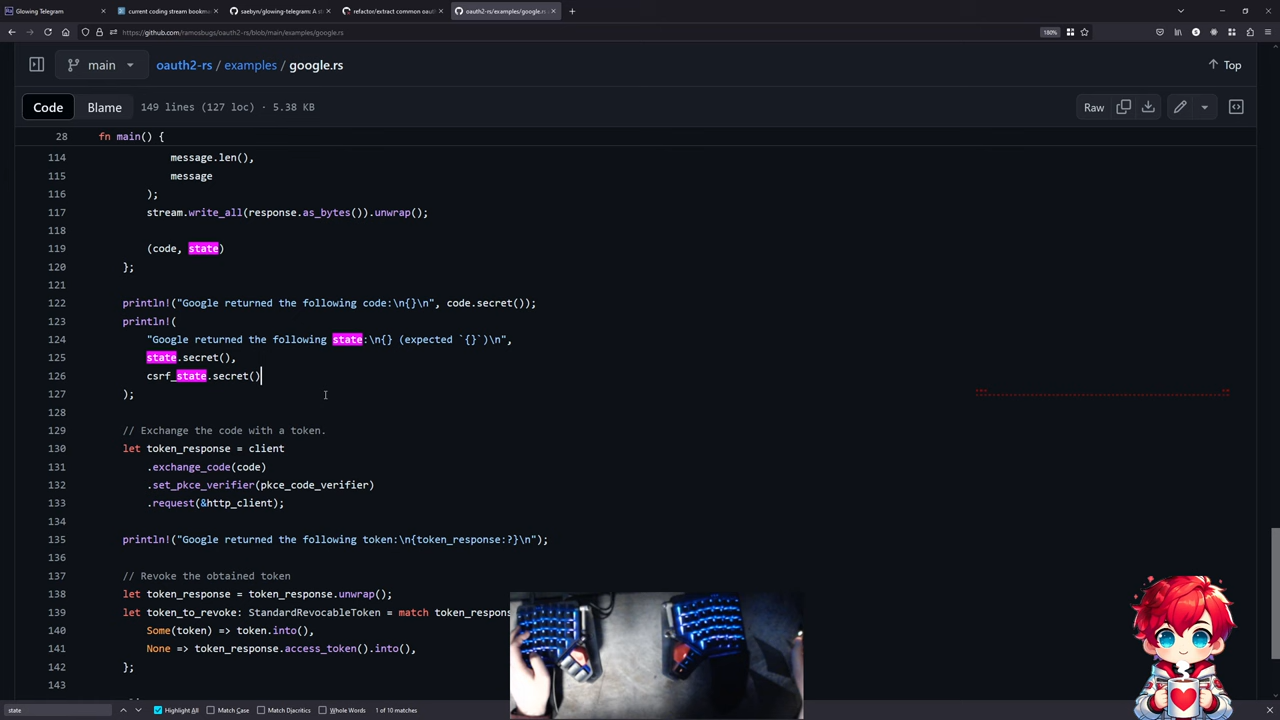 Glowing Telegram
current coding stream bookma
saebyn/glowing-telegram: A st
refactor/extract common oaut
oauth2-rs/examples/google.rs
https://github.com/ramosbugs/oauth2-rs/blob/main/examples/google.rs
180%
main
oauth2-rs / examples / google.rs
Top
Code
Blame
149 lines (127 loc) · 5.38 KB
Raw
28 fn main() {
114 message.len(),
115 message
116 );
117 stream.write_all(response.as_bytes()).unwrap();
118
119 (code, state)
120 };
121
122 println!("Google returned the following code:\n{}\n", code.secret());
123 println!(
124 "Google returned the following state:\n{} (expected `{}`)\n",
125 state.secret(),
126 csrf_state.secret()
127 );
128
129 // Exchange the code with a token.
130 let token_response = client
131 .exchange_code(code)
132 .set_pkce_verifier(pkce_code_verifier)
133 .request(&http_client);
134
135 println!("Google returned the following token:\n{token_response:?}\n");
136
137 // Revoke the obtained token
138 let token_response = token_response.unwrap();
139 let token_to_revoke: StandardRevocableToken = match token_respons
140 Some(token) => token.into(),
141 None => token_response.access_token().into(),
142 };
143
state
Highlight All
Match Case
Match Diacritics
Whole Words
1 of 10 matches